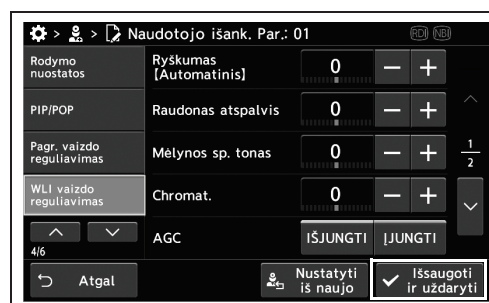 > > Naudotojo išank. Par.: 01 RDI NBI
Rodymo
nuostatos
PIP/POP
Pagr. vaizdo
reguliavimas
WLI vaizdo
reguliavimas
4/6
Ryškumas
[Automatinis] 0 − +
Raudonas atspalvis 0 − +
Mėlynos sp. tonas 0 − +
Chromat. 0 − +
AGC IŠJUNGTI ĮJUNGTI
1
2
Atgal
Nustatyti
iš naujo
Išsaugoti
ir uždaryti